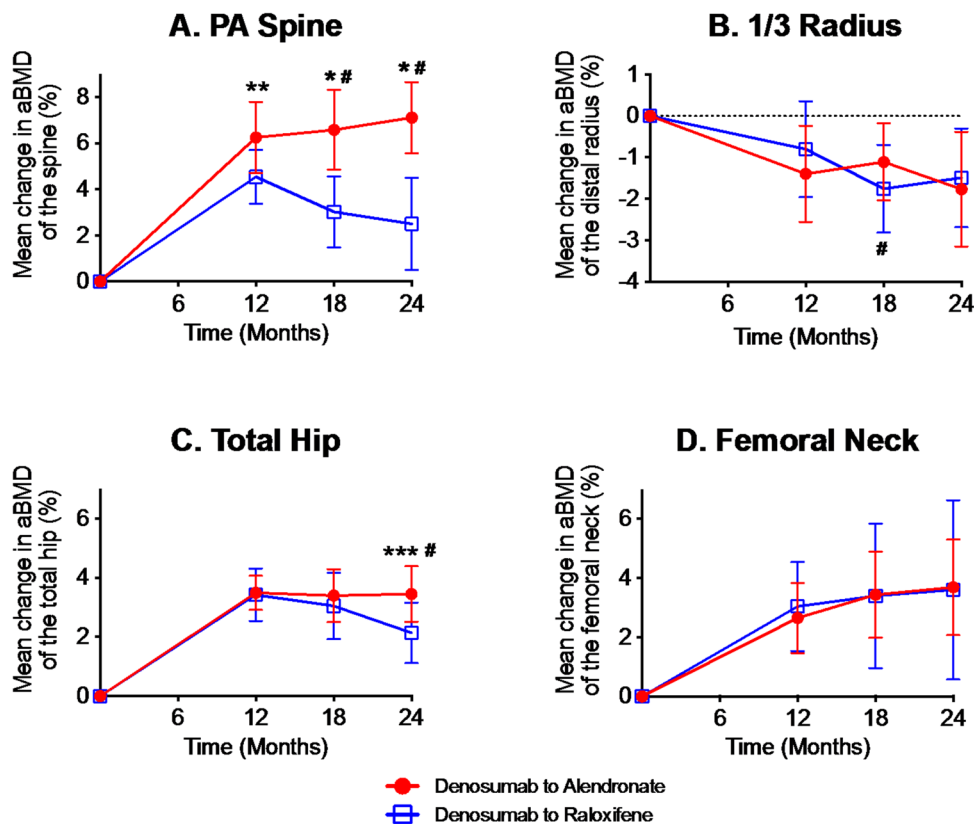 A. PA Spine
Mean change in aBMD
of the spine (%)
8
6
4
2
0
**
* #
* #
6
12
18
24
Time (Months)
B. 1/3 Radius
Mean change in aBMD
of the distal radius (%)
1
0
-1
-2
-3
-4
#
6
12
18
24
Time (Months)
C. Total Hip
Mean change in aBMD
of the total hip (%)
6
4
2
0
*** #
6
12
18
24
Time (Months)
D. Femoral Neck
Mean change in aBMD
of the femoral neck (%)
6
4
2
0
6
12
18
24
Time (Months)
Denosumab to Alendronate
Denosumab to Raloxifene